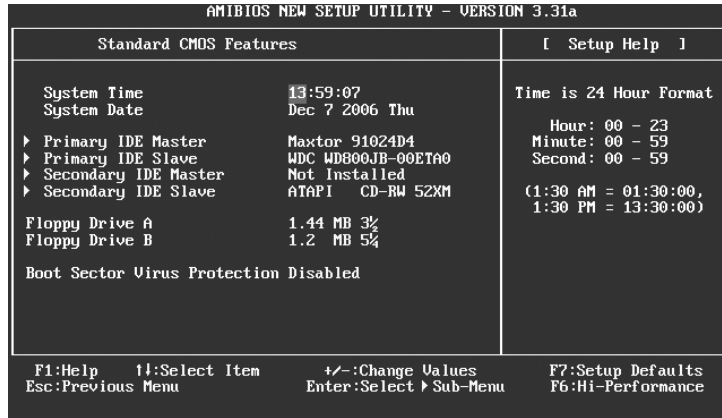 AMIBIOS NEW SETUP UTILITY - VERSION 3.31a
Standard CMOS Features
[ Setup Help ]
System Time 13:59:07
System Date Dec 7 2006 Thu
Primary IDE Master Maxtor 91024D4
Primary IDE Slave WDC WD800JB-00ETA0
Secondary IDE Master Not Installed
Secondary IDE Slave ATAPI CD-RW 52XM
Floppy Drive A 1.44 MB 3½
Floppy Drive B 1.2 MB 5¼
Boot Sector Virus Protection Disabled
Time is 24 Hour Format
Hour: 00 - 23
Minute: 00 - 59
Second: 00 - 59
(1:30 AM = 01:30:00,
1:30 PM = 13:30:00)
F1:Help ↑↓:Select Item +/-:Change Values F7:Setup Defaults
Esc:Previous Menu Enter:Select ▶Sub-Menu F6:Hi-Performance